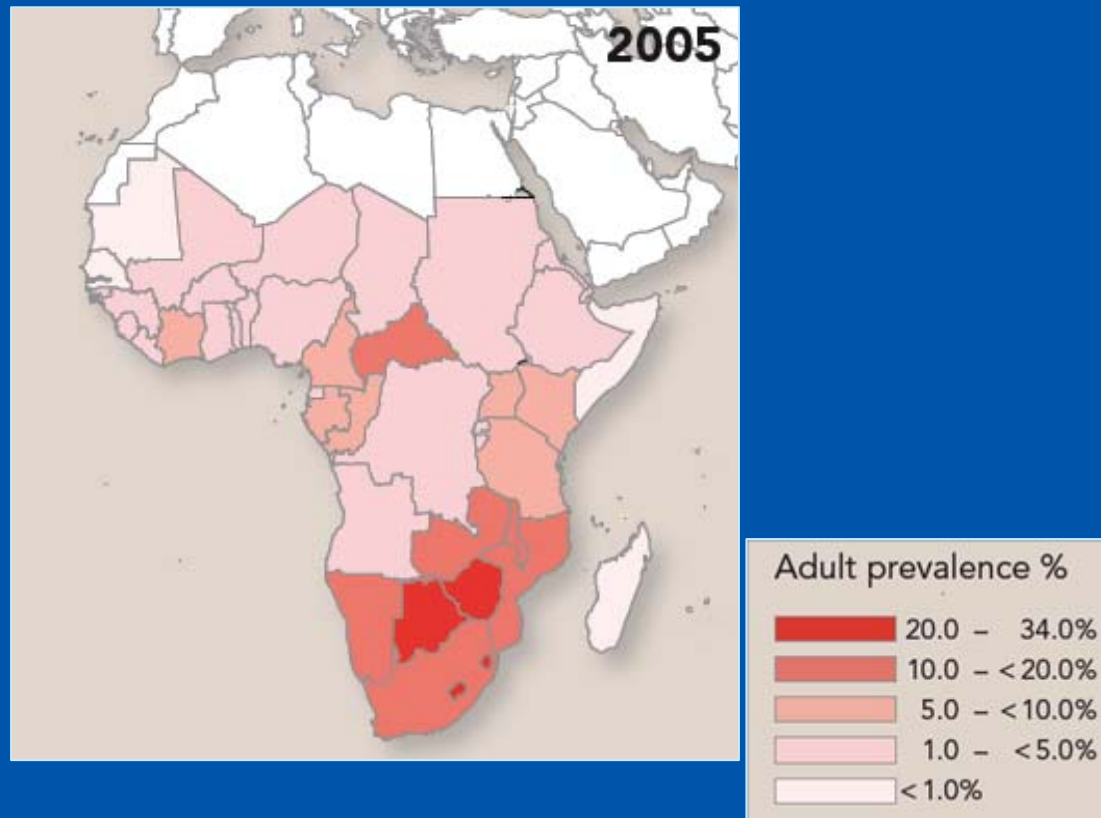 2005
Adult prevalence %
20.0 – 34.0%
10.0 – < 20.0%
5.0 – < 10.0%
1.0 – < 5.0%
< 1.0%